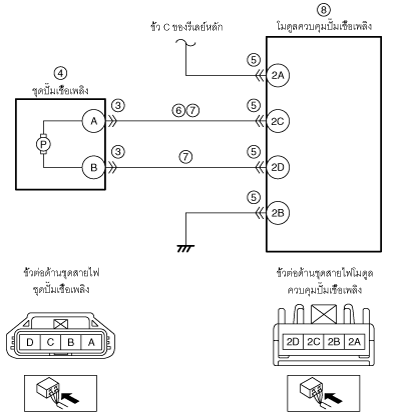 ขั้ว C ของรีเลย์หลัก
⑧
โมดูลควบคุมปั๊มเชื้อเพลิง
④
ชุดปั๊มเชื้อเพลิง
⑤
2A
③
⑥⑦
⑤
A
2C
P
③
⑦
⑤
B
2D
⑤
2B
ขั้วต่อด้านชุดสายไฟ
ชุดปั๊มเชื้อเพลิง
D C B A
ขั้วต่อด้านชุดสายไฟโมดูล
ควบคุมปั๊มเชื้อเพลิง
2D 2C 2B 2A